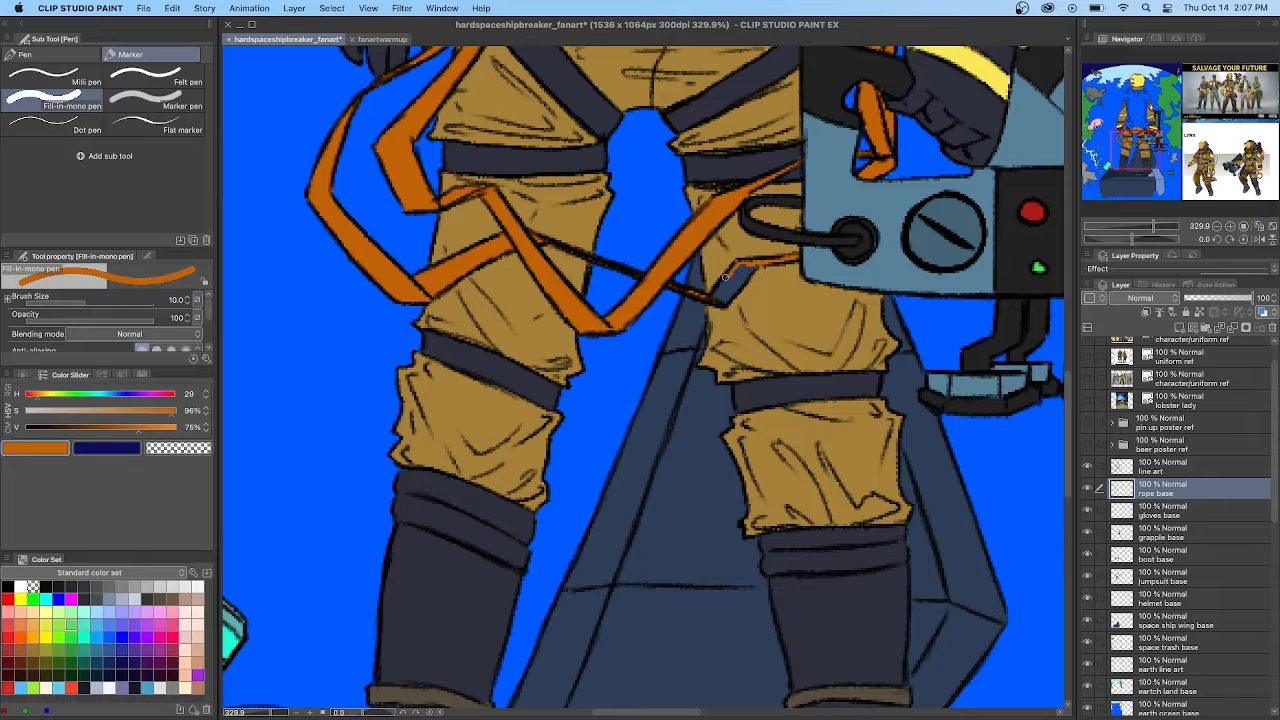 CLIP STUDIO PAINT File Edit Story Animation Layer Select View Filter Window Help Thu Oct 14 2:07 PM
hardspaceshipbreaker_fanart* (1536 x 1064px 300dpi 329.9%) - CLIP STUDIO PAINT EX
Sub Tool [Pen]
hardspaceshipbreaker_fanart* fanartwarmup
Navigator
Pen Marker
Milli pen Felt pen
Fill-in-mono pen Marker pen
Dot pen Flat marker
Add sub tool
SALVAGE YOUR FUTURE
LYNX
329.9
0.0
Tool property [Fill-in-mono pen]
Fill-in-mono pen
Brush Size 10.0
Opacity 100
Blending mode Normal
Anti-aliasing
Layer Property
Effect
Layer History Auto Action
Normal 100
Color Slider
H 29
S 96%
V 75%
character/uniform ref
100 % Normal
uniform ref
100 % Normal
character/uniform ref
100 % Normal
lobster lady
100 % Normal
pin up poster ref
100 % Normal
beer poster ref
100 % Normal
line art
100 % Normal
rope base
100 % Normal
gloves base
100 % Normal
grapple base
100 % Normal
boot base
100 % Normal
jumpsuit base
100 % Normal
helmet base
100 % Normal
space ship wing base
100 % Normal
space trash base
100 % Normal
earth line art
100 % Normal
eartch land base
100 % Normal
earth ocean base
Color Set
Standard color set
329.9 0.0